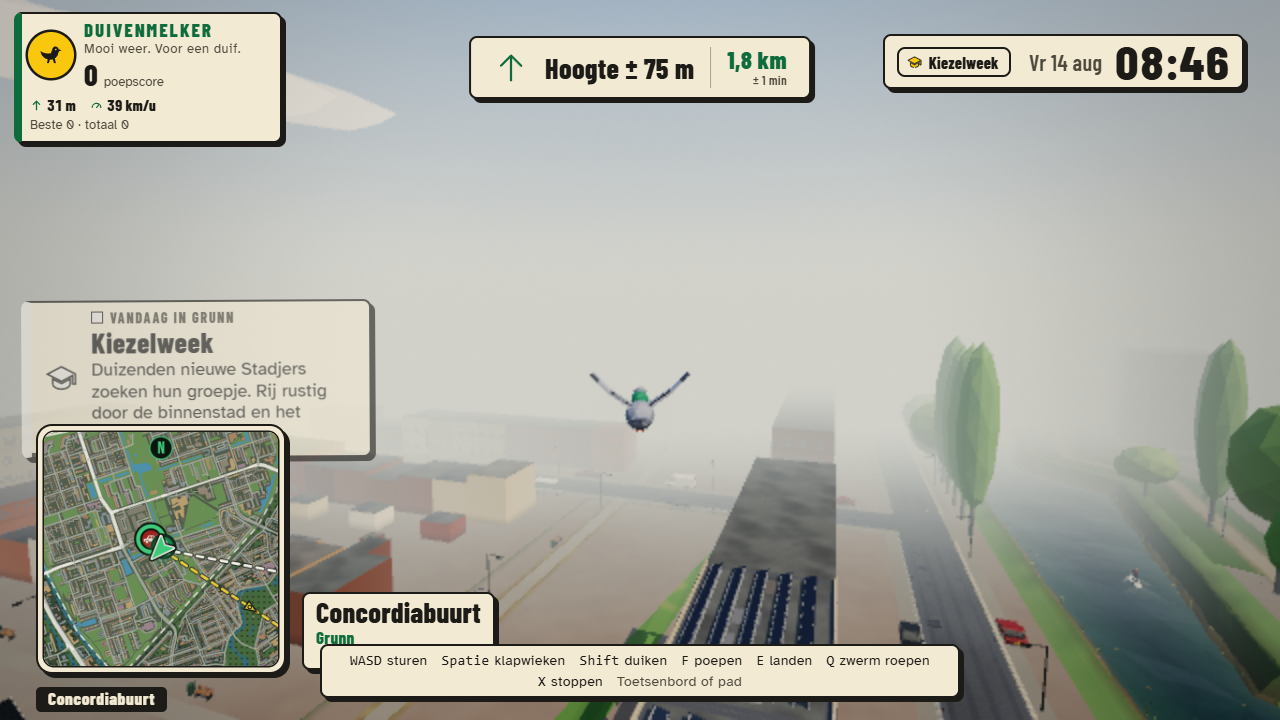 DUIVENMELKER
Mooi weer. Voor een duif.
0 poepscore
31 m 39 km/u
Beste 0 · totaal 0
Hoogte ± 75 m
1,8 km
± 1 min
Kiezelweek
Vr 14 aug
08:46
VANDAAG IN GRUNN
Kiezelweek
Duizenden nieuwe Stadjers
zoeken hun groepje. Rij rustig
door de binnenstad en het
N
Concordiabuurt
Grunn
WASD sturen Spatie klapwieken Shift duiken F poepen E landen Q zwerm roepen
X stoppen Toetsenbord of pad
Concordiabuurt